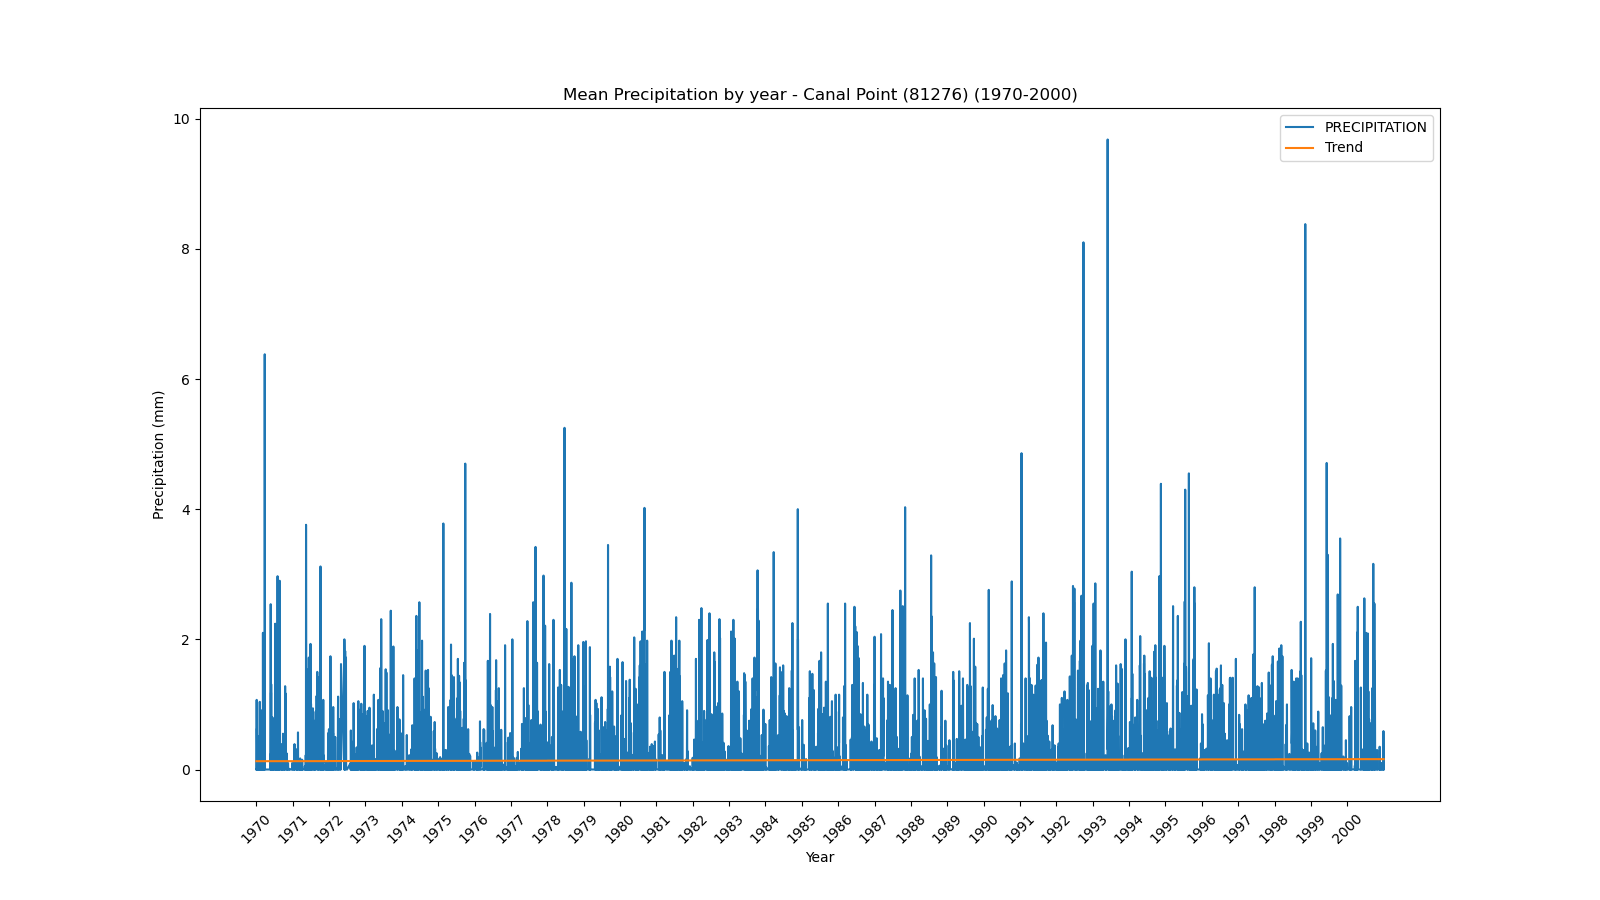 Mean Precipitation by year - Canal Point (81276) (1970-2000)
PRECIPITATION
Trend
10
8
6
4
2
0
Precipitation (mm)
1970 1971 1972 1973 1974 1975 1976 1977 1978 1979 1980 1981 1982 1983 1984 1985 1986 1987 1988 1989 1990 1991 1992 1993 1994 1995 1996 1997 1998 1999 2000
Year